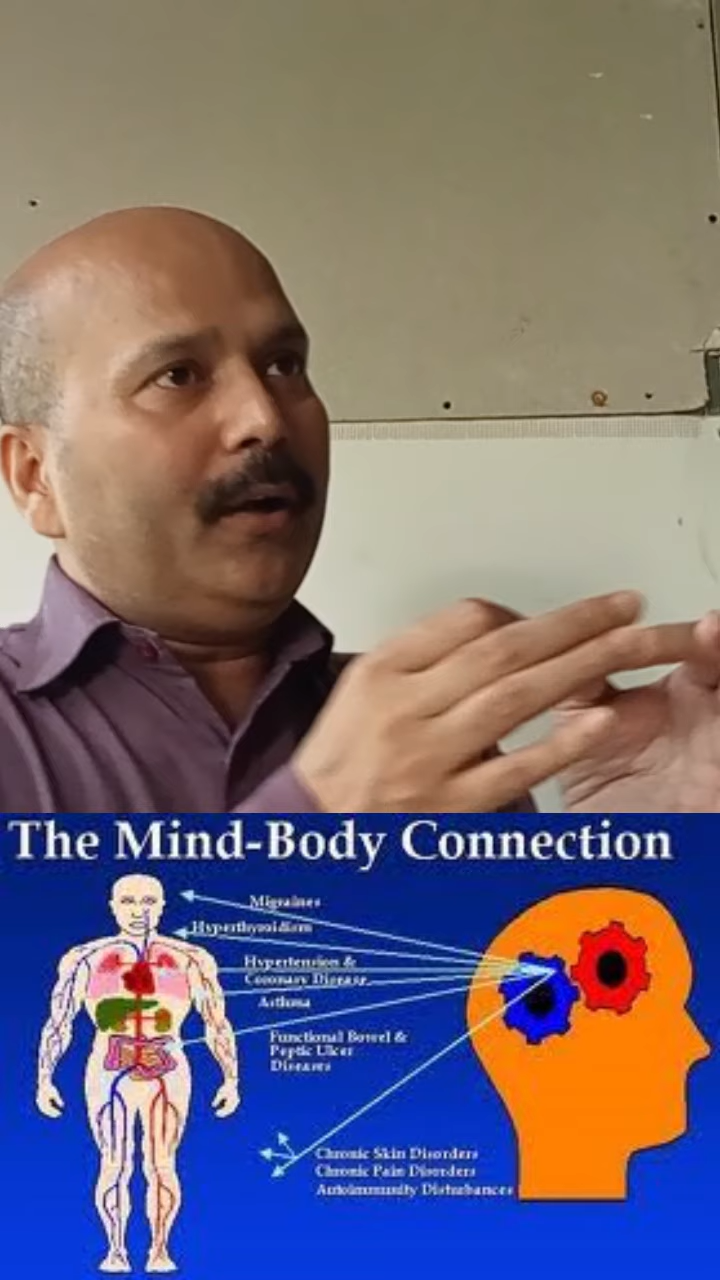 The Mind-Body Connection
Migraines
Hyperthyroidism
Hypertension &
Coronary Disease
Asthma
Functional Bowel &
Peptic Ulcer
Diseases
Chronic Skin Disorders
Chronic Pain Disorders
Autoimmunity Disturbances